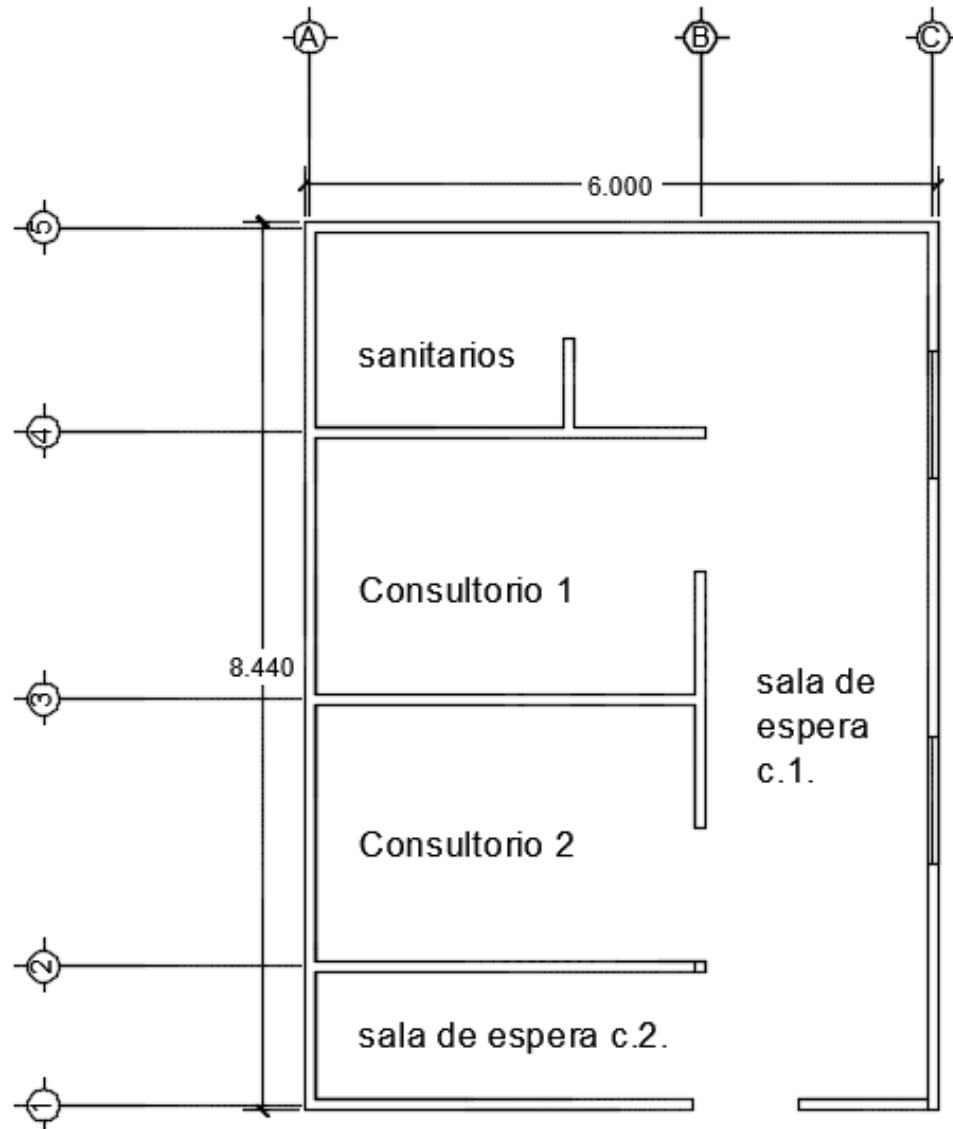 A
B
C
6.000
5
sanitarios
4
Consultorio 1
8.440
3
sala de
espera
c.1.
Consultorio 2
2
sala de espera c.2.
1